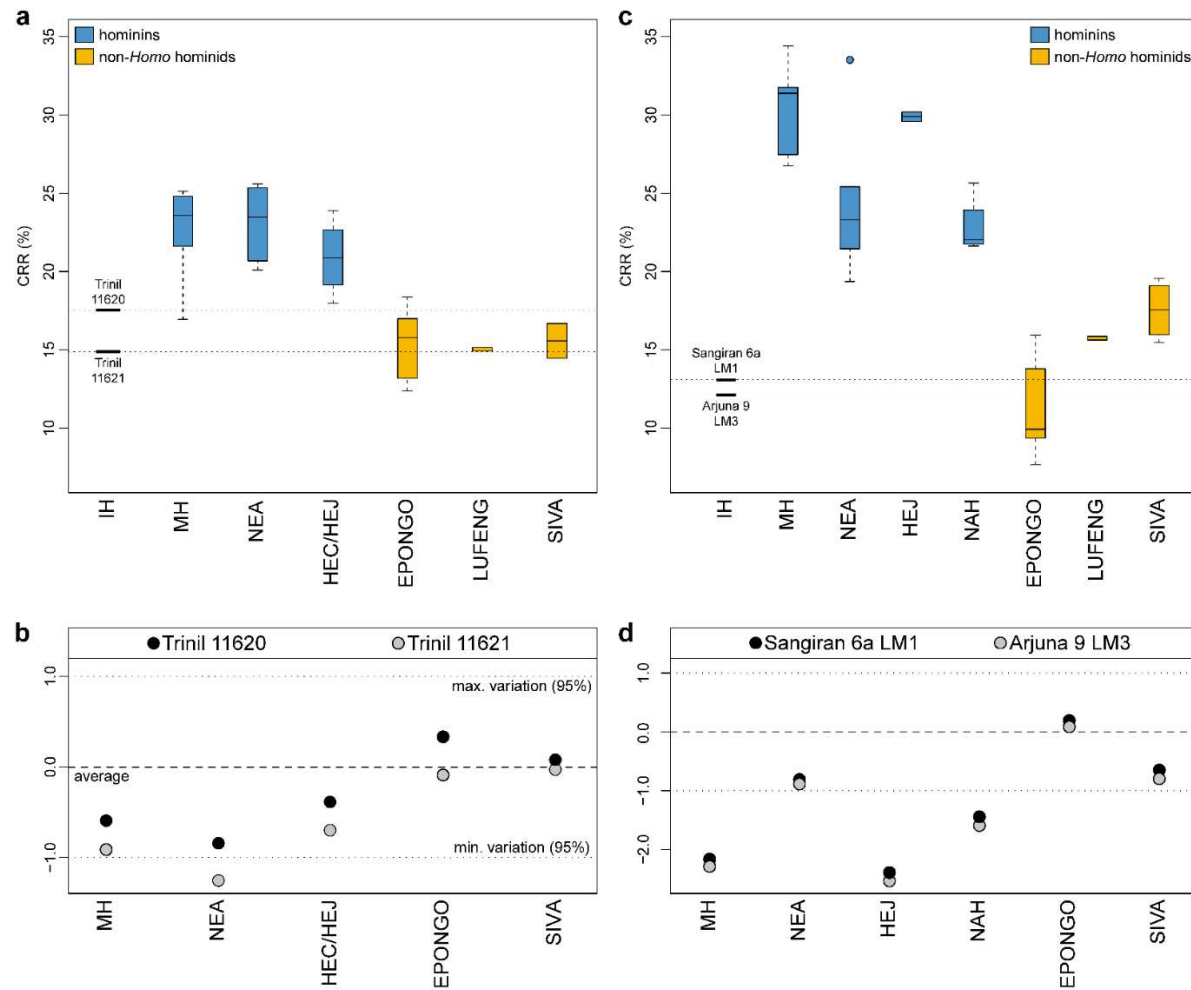 a
hominins
non-Homo hominids
CRR (%)
35
30
25
20
15
10
Trinil
11620
Trinil
11621
IH
MH
NEA
HEC/HEJ
EPONGO
LUFENG
SIVA
c
hominins
non-Homo hominids
CRR (%)
35
30
25
20
15
10
Sangiran 6a
LM1
Arjuna 9
LM3
IH
MH
NEA
HEJ
NAH
EPONGO
LUFENG
SIVA
b
Trinil 11620
Trinil 11621
1.0
0.0
−1.0
max. variation (95%)
average
min. variation (95%)
MH
NEA
HEC/HEJ
EPONGO
SIVA
d
Sangiran 6a LM1
Arjuna 9 LM3
1.0
0.0
−1.0
−2.0
MH
NEA
HEJ
NAH
EPONGO
SIVA